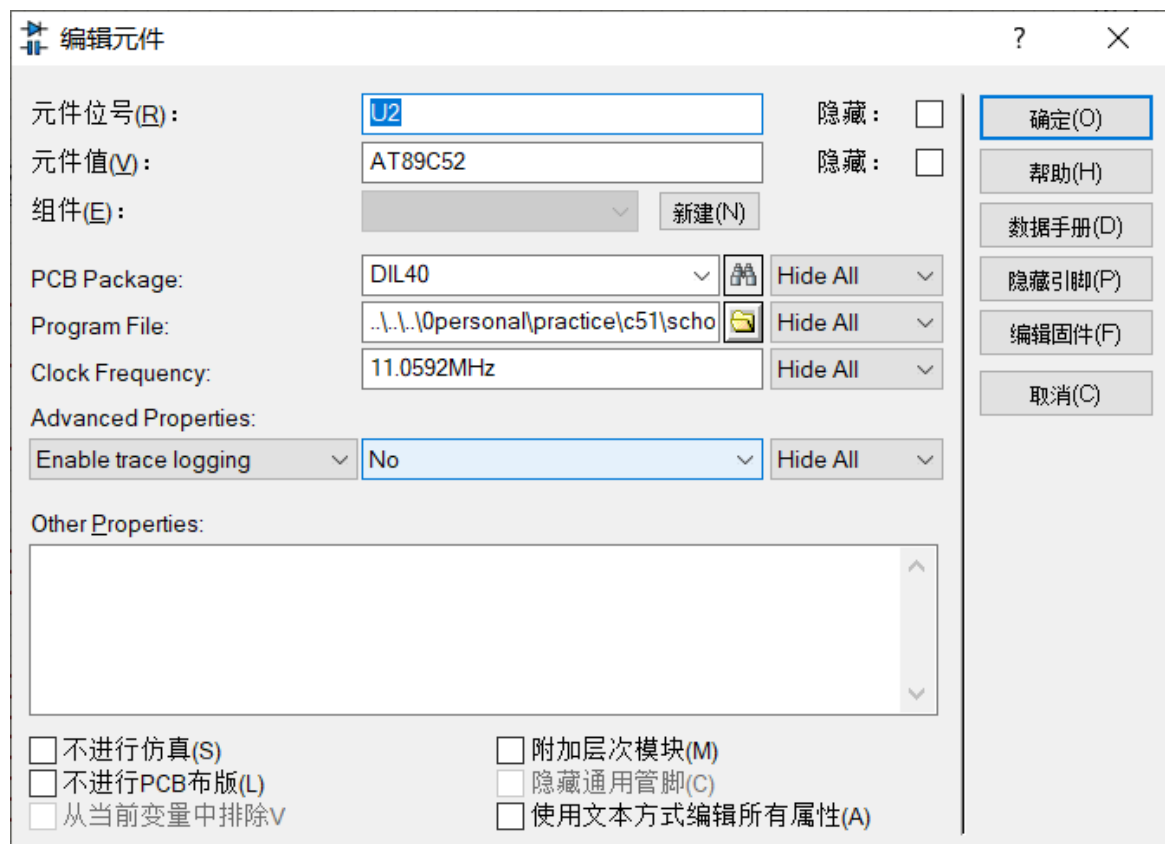 编辑元件
元件位号(R): U2 隐藏: 确定(O)
元件值(V): AT89C52 隐藏: 帮助(H)
组件(E): 新建(N) 数据手册(D)
PCB Package: DIL40 Hide All 隐藏引脚(P)
Program File: ..\..\..\0personal\practice\c51\scho Hide All 编辑固件(F)
Clock Frequency: 11.0592MHz Hide All 取消(C)
Advanced Properties:
Enable trace logging No Hide All
Other Properties:
不进行仿真(S) 附加层次模块(M)
不进行PCB布版(L) 隐藏通用管脚(C)
从当前变量中排除V 使用文本方式编辑所有属性(A)